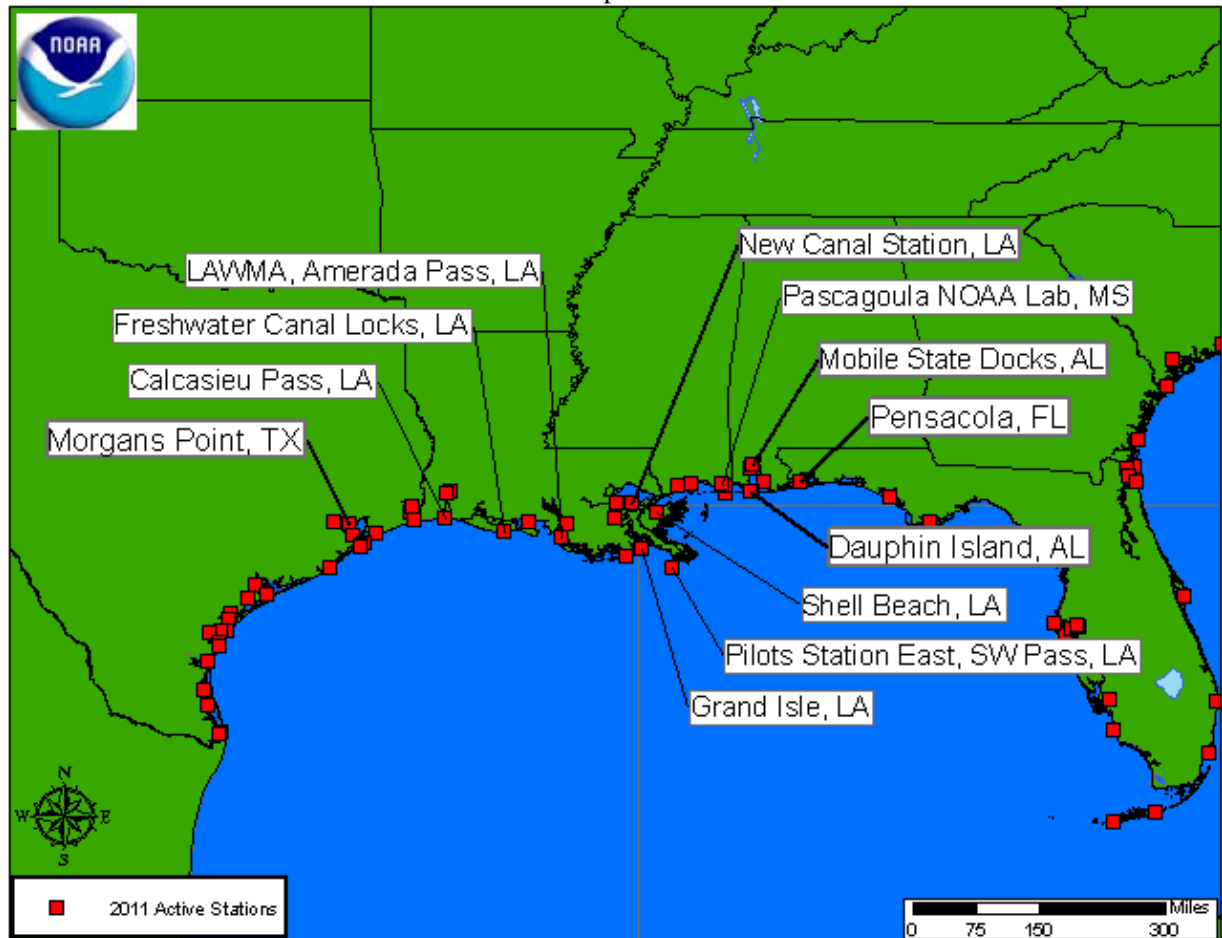 NOAA
New Canal Station, LA
LAWMA, Amerada Pass, LA
Pascagoula NOAA Lab, MS
Freshwater Canal Locks, LA
Mobile State Docks, AL
Calcasieu Pass, LA
Pensacola, FL
Morgans Point, TX
Dauphin Island, AL
Shell Beach, LA
Pilots Station East, SW Pass, LA
Grand Isle, LA
N
W E
S
2011 Active Stations
Miles
0 75 150 300